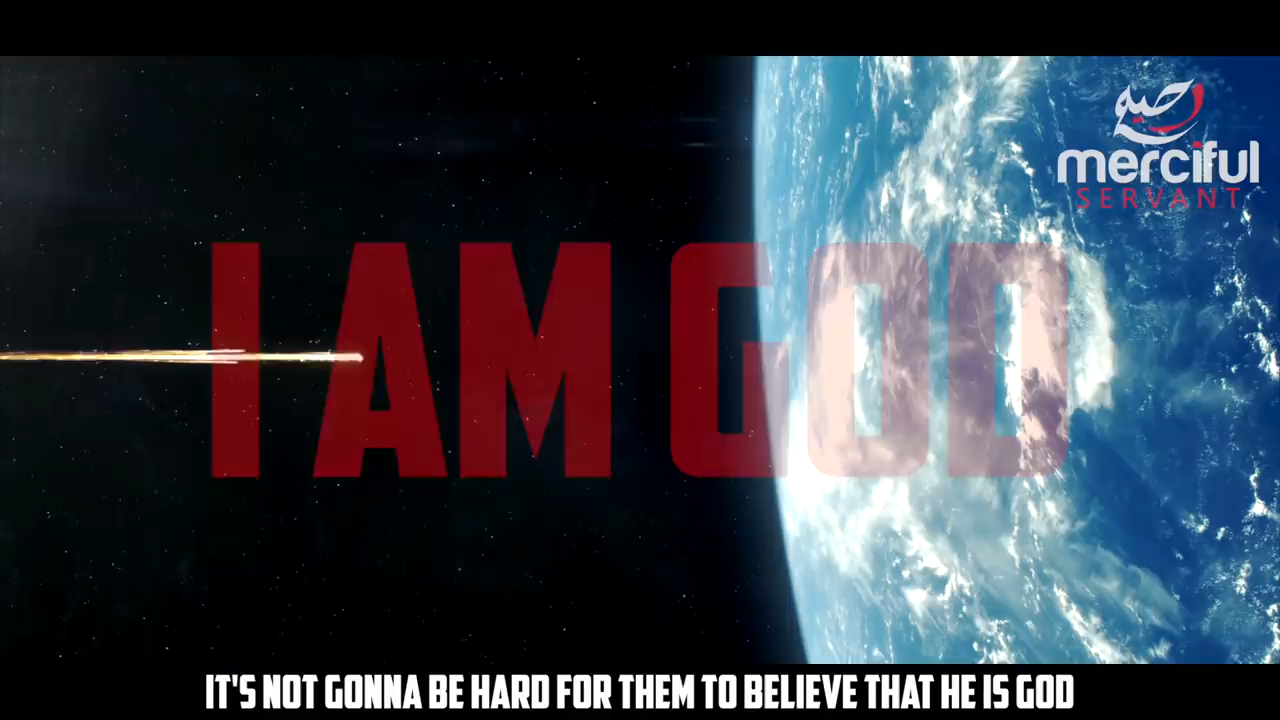 merciful
SERVANT
I AM GOD
IT'S NOT GONNA BE HARD FOR THEM TO BELIEVE THAT HE IS GOD